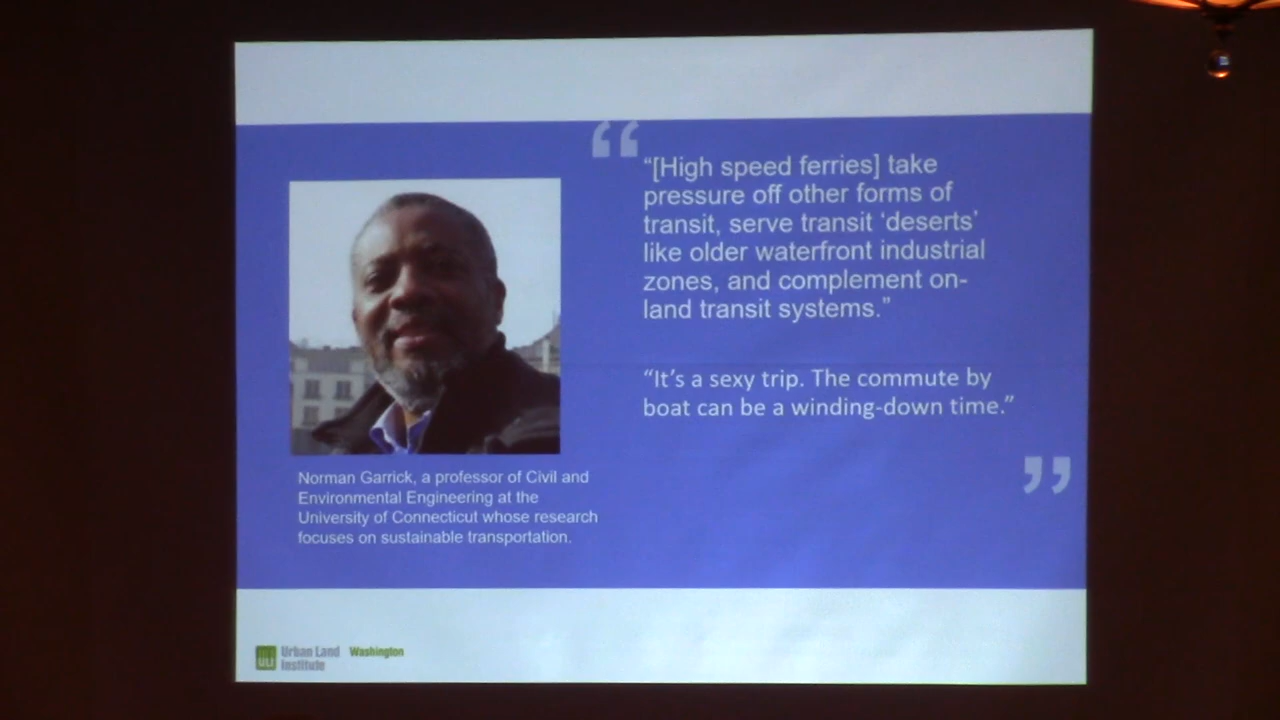 “[High speed ferries] take
pressure off other forms of
transit, serve transit ‘deserts’
like older waterfront industrial
zones, and complement on-
land transit systems.”
“It’s a sexy trip. The commute by
boat can be a winding-down time.”
Norman Garrick, a professor of Civil and
Environmental Engineering at the
University of Connecticut whose research
focuses on sustainable transportation.
ULI Urban Land Washington
Institute